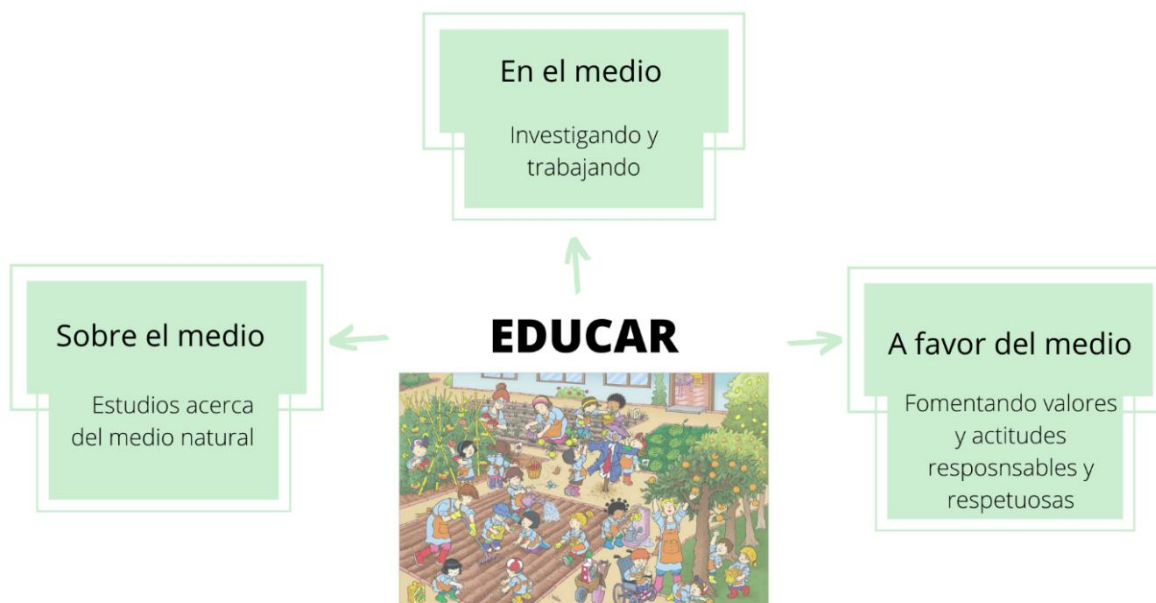 En el medio
Investigando y
trabajando
EDUCAR
Sobre el medio
Estudios acerca
del medio natural
A favor del medio
Fomentando valores
y actitudes
resposnsables y
respetuosas